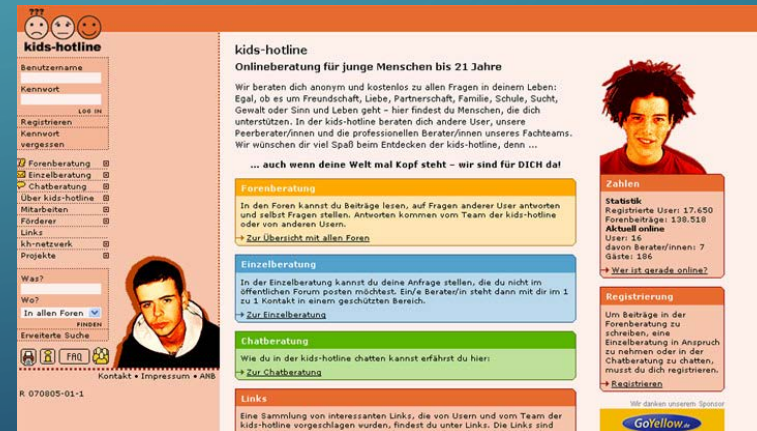 ???
kids-hotline
Benutzername
Kennwort
LOG IN
Registrieren
Kennwort
vergessen
Forenberatung
Einzelberatung
Chatberatung
Über kids-hotline
Mitarbeiten
Förderer
Links
kh-netzwerk
Projekte
Was?
Wo?
In allen Foren
FINDEN
Erweiterte Suche
FAQ
Kontakt • Impressum • ANB
R 070805-01-1
kids-hotline
Onlineberatung für junge Menschen bis 21 Jahre
Wir beraten dich anonym und kostenlos zu allen Fragen in deinem Leben:
Egal, ob es um Freundschaft, Liebe, Partnerschaft, Familie, Schule, Sucht,
Gewalt oder Sinn und Leben geht – hier findest du Menschen, die dich
unterstützen. In der kids-hotline beraten dich andere User, unsere
Peerberater/innen und die professionellen Berater/innen unseres Fachteams.
Wir wünschen dir viel Spaß beim Entdecken der kids-hotline, denn ...
... auch wenn deine Welt mal Kopf steht – wir sind für DICH da!
Forenberatung
In den Foren kannst du Beiträge lesen, auf Fragen anderer User antworten
und selbst Fragen stellen. Antworten kommen vom Team der kids-hotline
oder von anderen Usern.
→ Zur Übersicht mit allen Foren
Einzelberatung
In der Einzelberatung kannst du deine Anfrage stellen, die du nicht im
öffentlichen Forum posten möchtest. Ein/e Berater/in steht dann mit dir im 1
zu 1 Kontakt in einem geschützten Bereich.
→ Zur Einzelberatung
Chatberatung
Wie du in der kids-hotline chatten kannst erfährst du hier:
→ Zur Chatberatung
Links
Eine Sammlung von interessanten Links, die von Usern und vom Team der
kids-hotline vorgeschlagen wurden, findest du unter Links. Die Links sind
Zahlen
Statistik
Registrierte User: 17.650
Forenbeiträge: 138.518
Aktuell online
User: 16
davon Berater/innen: 7
Gäste: 186
→ Wer ist gerade online?
Registrierung
Um Beiträge in der
Forenberatung zu
schreiben, eine
Einzelberatung in Anspruch
zu nehmen oder in der
Chatberatung zu chatten,
musst du dich registrieren.
→ Registrieren
Wir danken unserem Sponsor
GoYellow.de